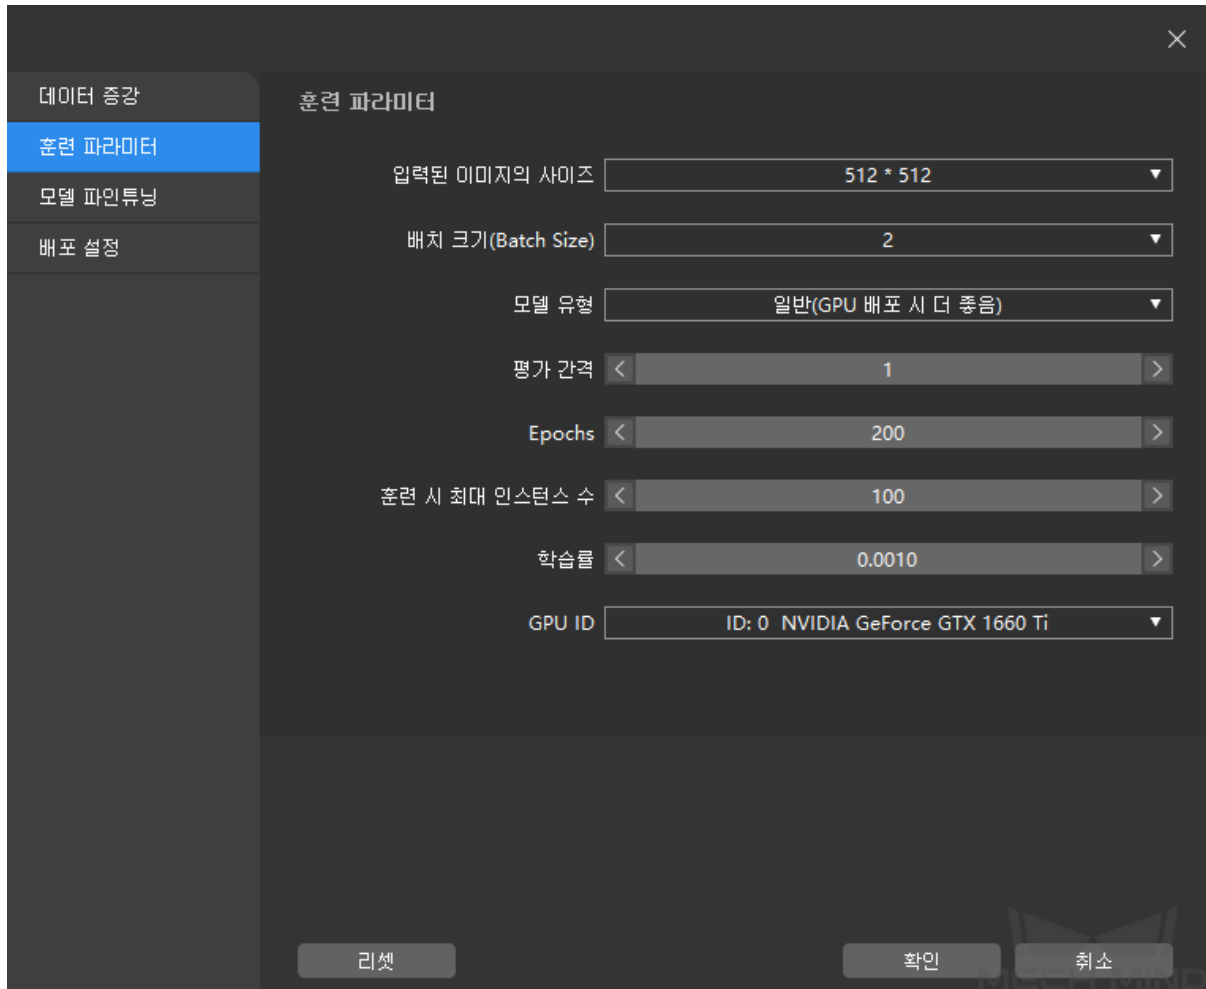 데이터 증강
훈련 파라미터
모델 파인튜닝
배포 설정
훈련 파라미터
입력된 이미지의 사이즈 512 * 512
배치 크기(Batch Size) 2
모델 유형 일반(GPU 배포 시 더 좋음)
평가 간격 1
Epochs 200
훈련 시 최대 인스턴스 수 100
학습률 0.0010
GPU ID ID: 0 NVIDIA GeForce GTX 1660 Ti
리셋 확인 취소
MECH MIND